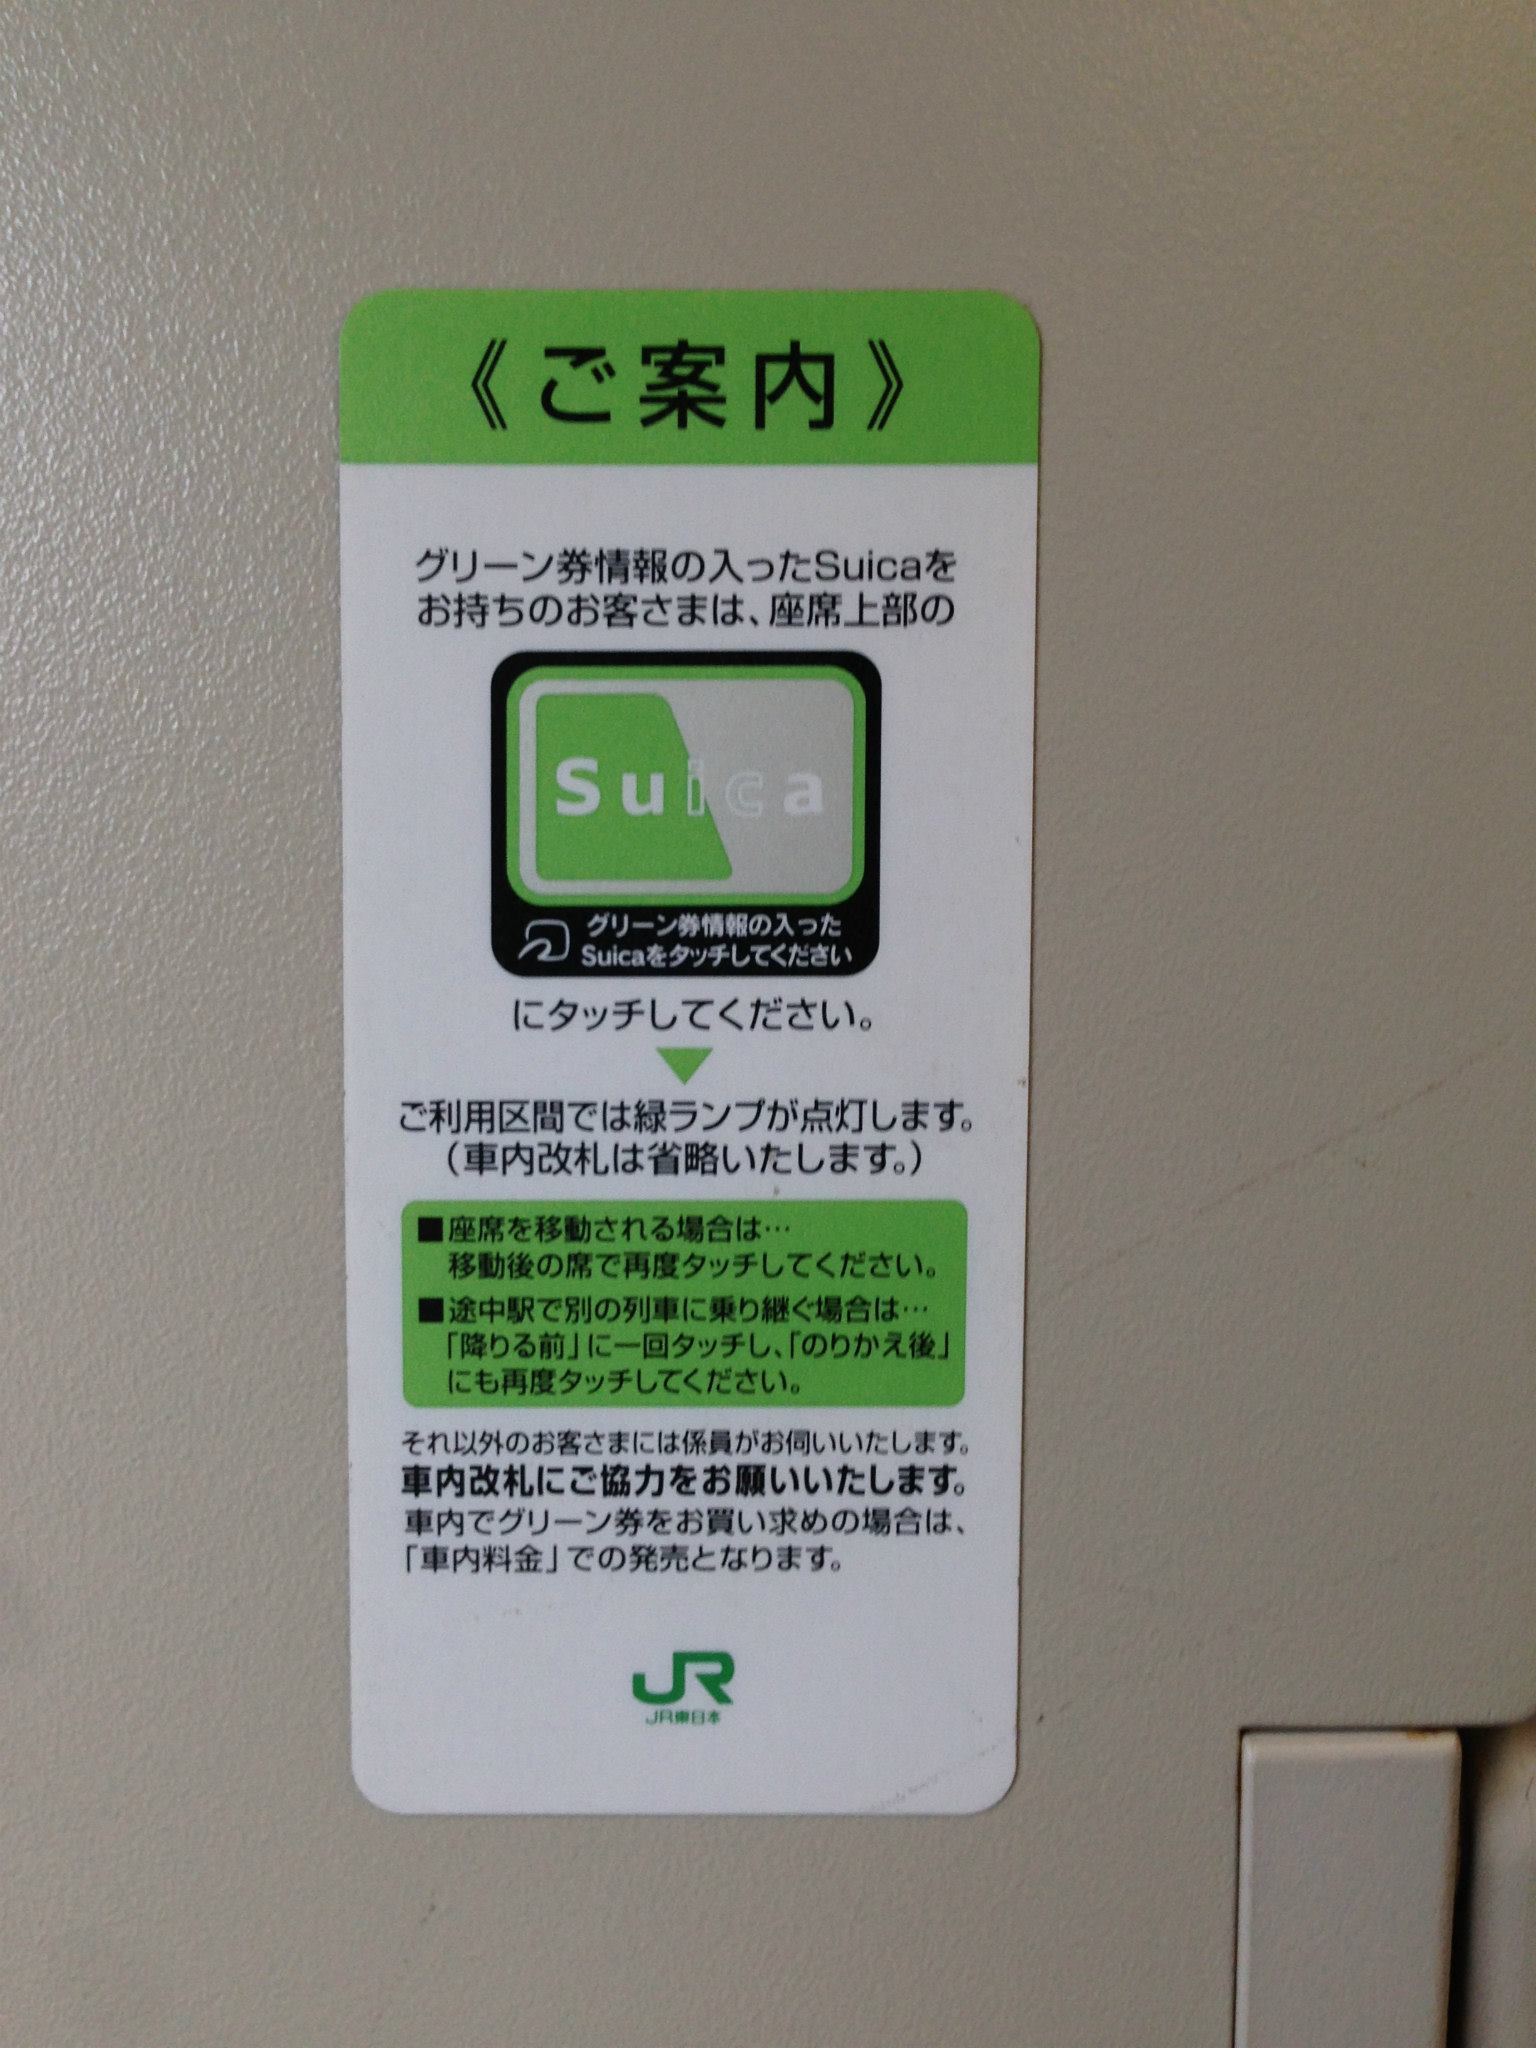 《ご案内》
グリーン券情報の入ったSuicaを
お持ちのお客さまは、座席上部の
Suica
グリーン券情報の入った
Suicaをタッチしてください
にタッチしてください。
ご利用区間では緑ランプが点灯します。
（車内改札は省略いたします。）
■座席を移動される場合は…
移動後の席で再度タッチしてください。
■途中駅で別の列車に乗り継ぐ場合は…
「降りる前」に一回タッチし、「のりかえ後」
にも再度タッチしてください。
それ以外のお客さまには係員がお伺いいたします。
車内改札にご協力をお願いいたします。
車内でグリーン券をお買い求めの場合は、
「車内料金」での発売となります。
JR
JR東日本